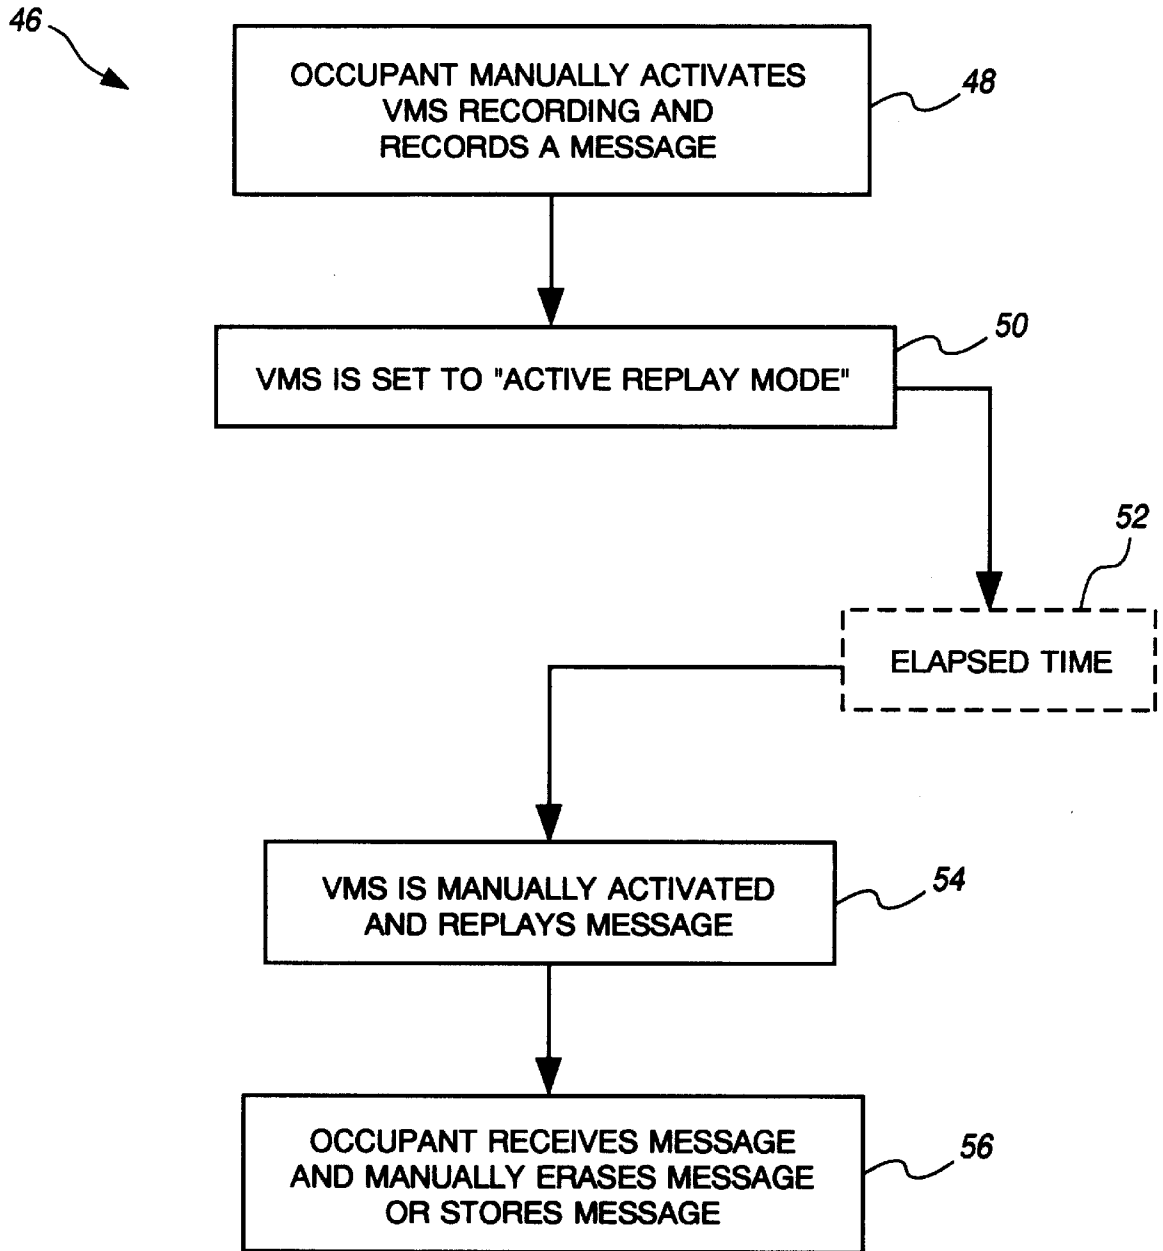 46
OCCUPANT MANUALLY ACTIVATES
VMS RECORDING AND
RECORDS A MESSAGE
48
VMS IS SET TO "ACTIVE REPLAY MODE"
50
52
ELAPSED TIME
VMS IS MANUALLY ACTIVATED
AND REPLAYS MESSAGE
54
OCCUPANT RECEIVES MESSAGE
AND MANUALLY ERASES MESSAGE
OR STORES MESSAGE
56